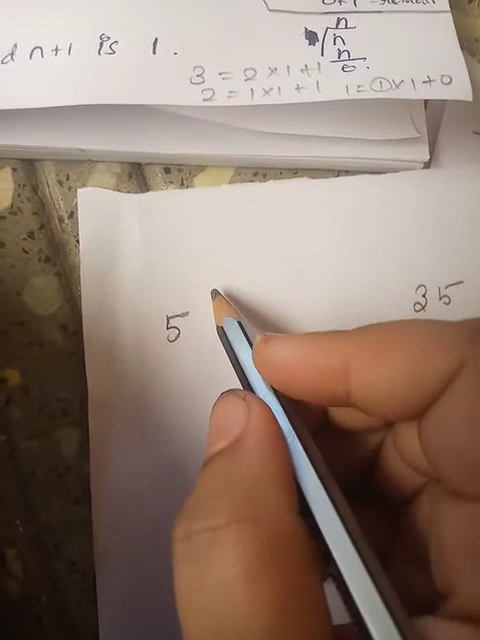 d n+1 is 1.
n
n
n
0.
3 = 2 x 1 + 1
2 = 1 x 1 + 1 1 = 1 x 1 + 0
5 35